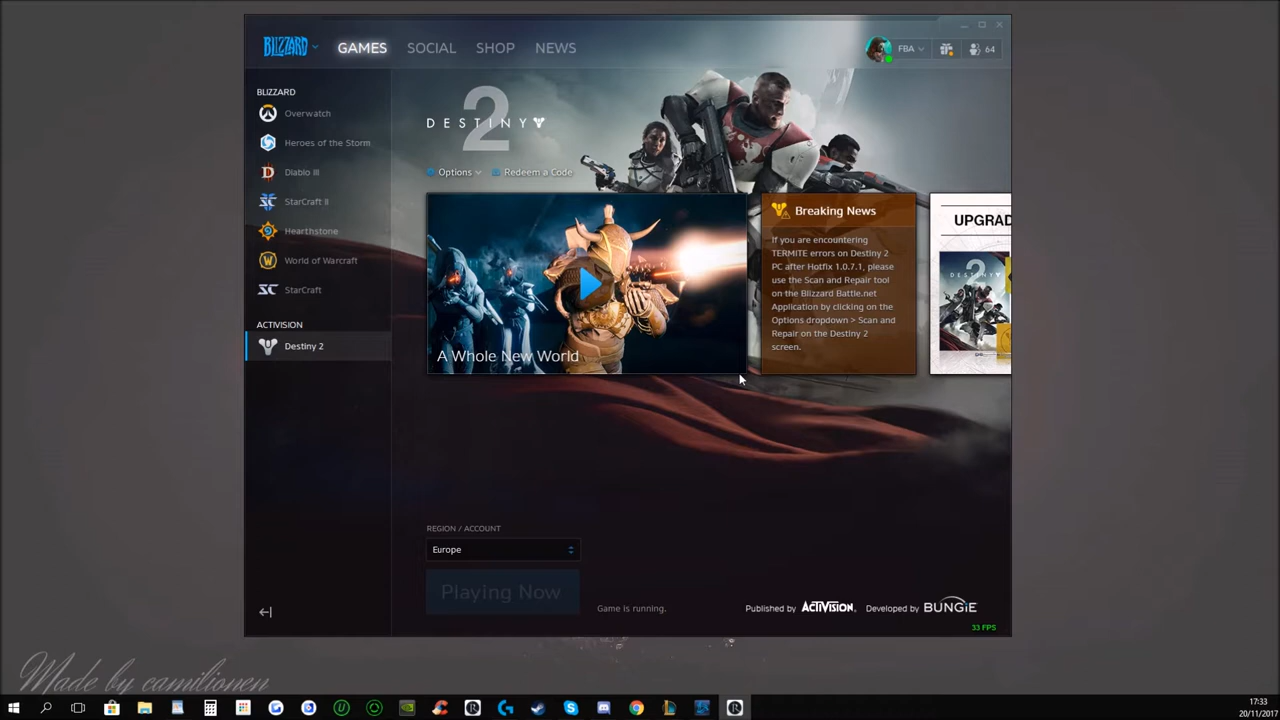 BLIZZARD
GAMES
SOCIAL
SHOP
NEWS
FBA
64
BLIZZARD
Overwatch
Heroes of the Storm
Diablo III
StarCraft II
Hearthstone
World of Warcraft
StarCraft
ACTIVISION
Destiny 2
DESTINY 2
Options
Redeem a Code
A Whole New World
Breaking News
If you are encountering
TERMITE errors on Destiny 2
PC after Hotfix 1.0.7.1, please
use the Scan and Repair tool
on the Blizzard Battle.net
Application by clicking on the
Options dropdown > Scan and
Repair on the Destiny 2
screen.
UPGRAD
REGION / ACCOUNT
Europe
Playing Now
Game is running.
Published by ACTIVISION. Developed by BUNGiE
33 FPS
Made by camilionen
17:33
20/11/2017